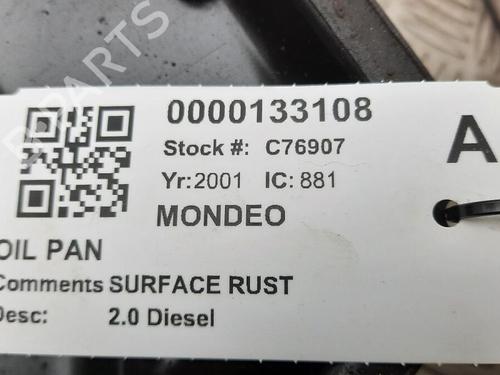 0000133108
Stock #: C76907
A
Yr:2001 IC: 881
MONDEO
OIL PAN
Comments SURFACE RUST
Desc: 2.0 Diesel